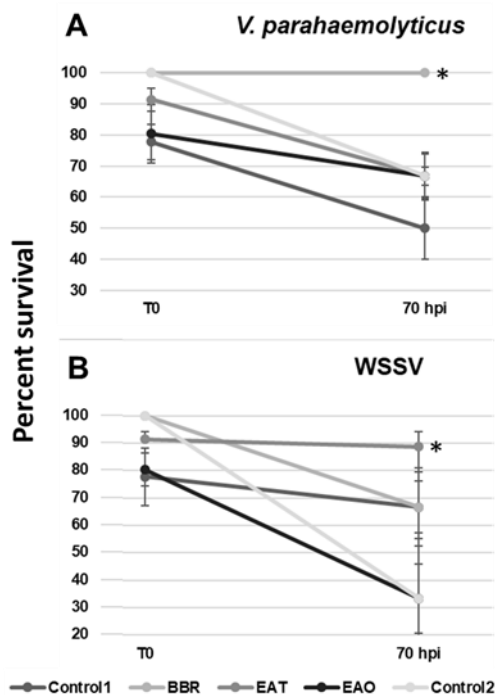 A
V. parahaemolyticus
100
*
90
80
70
60
50
40
30
T0
70 hpi
Percent survival
B
WSSV
100
90
*
80
70
60
50
40
30
20
T0
70 hpi
Control1
BBR
EAT
EAO
Control2